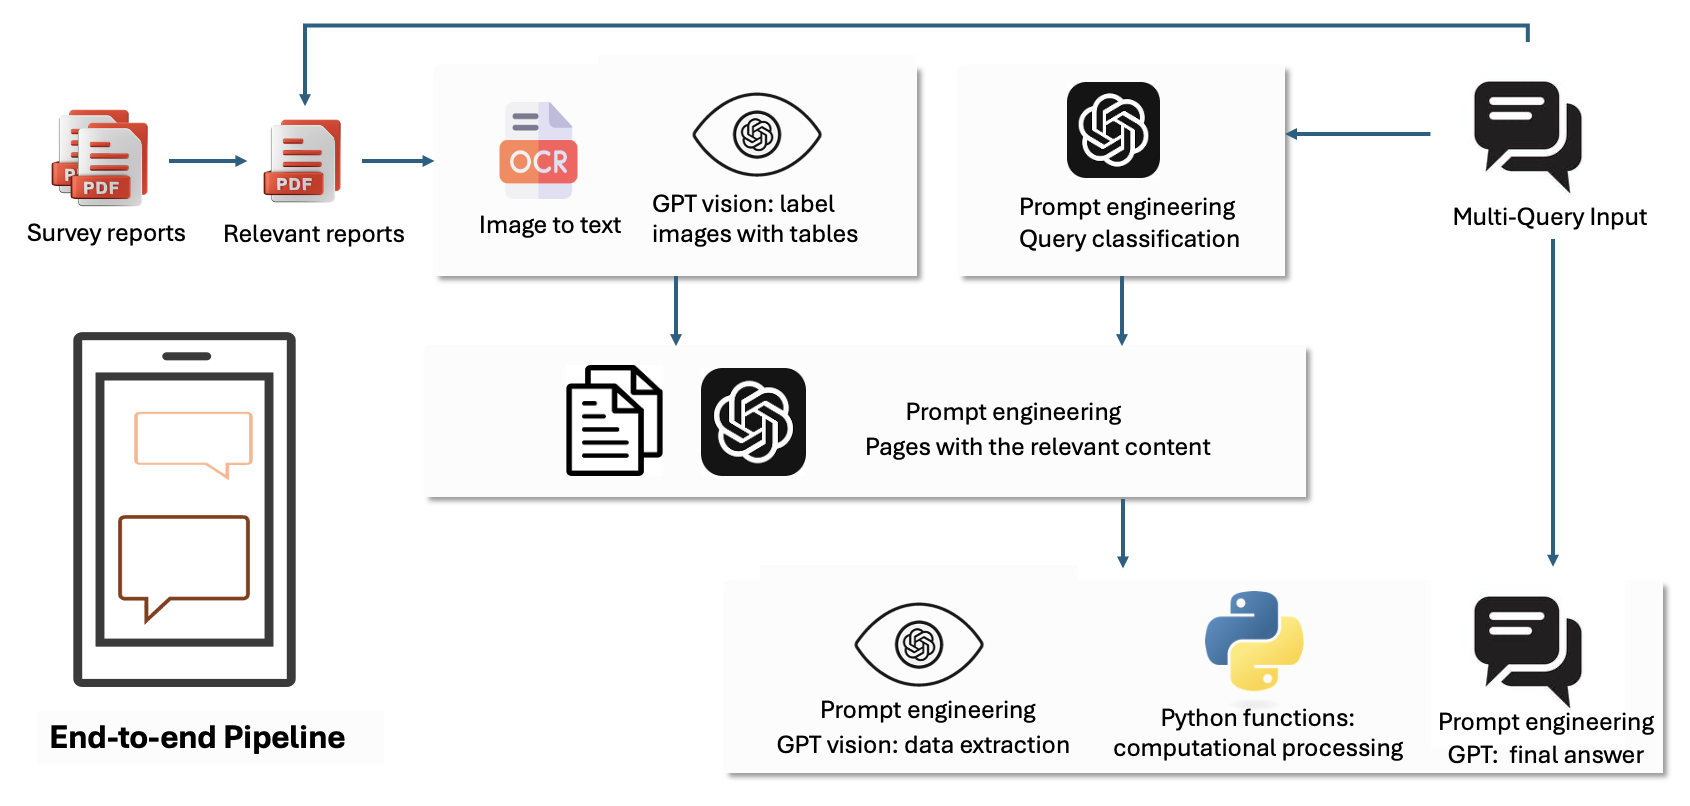 PDF
PDF
Survey reports
PDF
Relevant reports
OCR
Image to text
GPT vision: label
images with tables
Prompt engineering
Query classification
Multi-Query Input
Prompt engineering
Pages with the relevant content
Prompt engineering
GPT vision: data extraction
Python functions:
computational processing
Prompt engineering
GPT:  final answer
End-to-end Pipeline